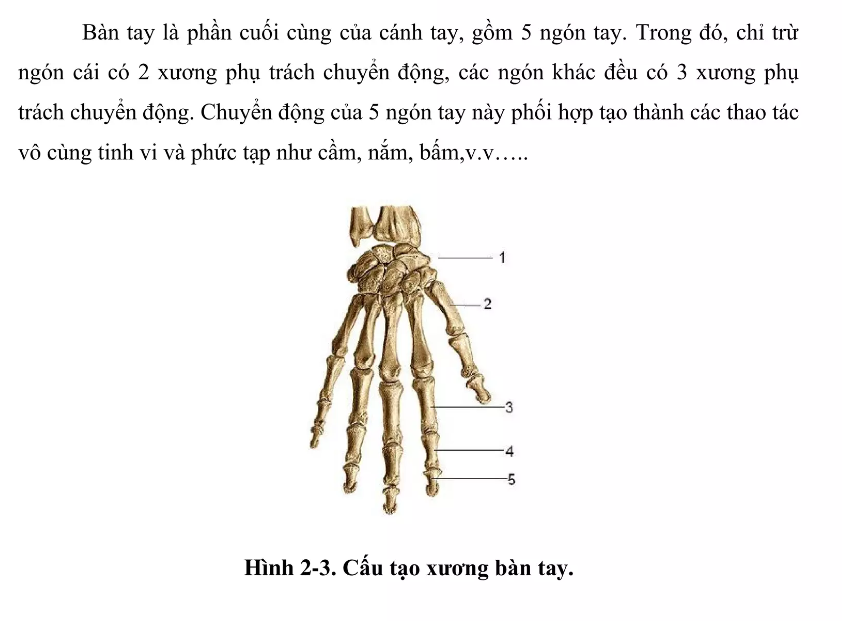 Bàn tay là phần cuối cùng của cánh tay, gồm 5 ngón tay. Trong đó, chỉ trừ
ngón cái có 2 xương phụ trách chuyển động, các ngón khác đều có 3 xương phụ
trách chuyển động. Chuyển động của 5 ngón tay này phối hợp tạo thành các thao tác
vô cùng tinh vi và phức tạp như cầm, nắm, bấm,v.v…..
1
2
3
4
5
Hình 2-3. Cấu tạo xương bàn tay.